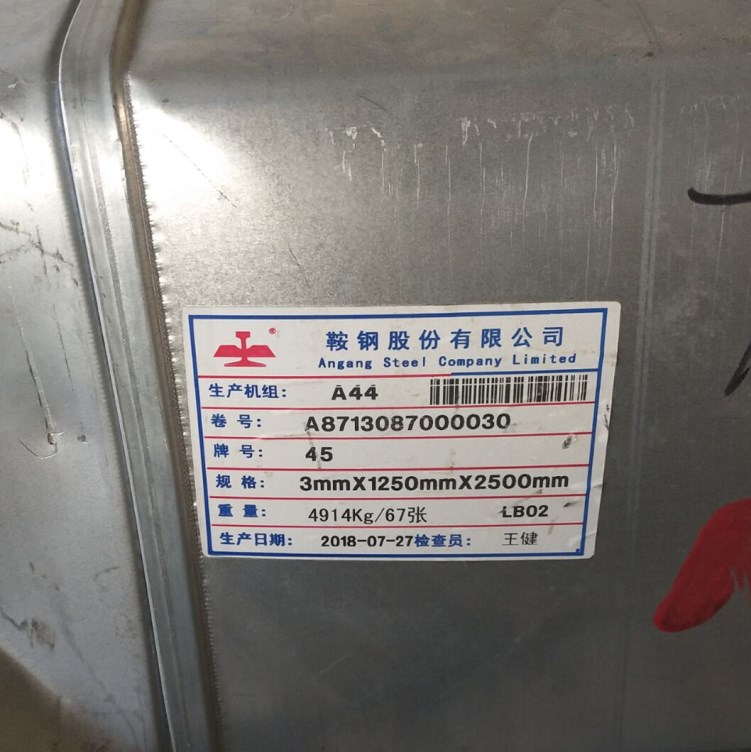 鞍钢股份有限公司
Angang Steel Company Limited
生产机组: A44
卷号: A8713087000030
牌号: 45
规格: 3mmX1250mmX2500mm
重量: 4914Kg/67张 LB02
生产日期: 2018-07-27检查员: 王健